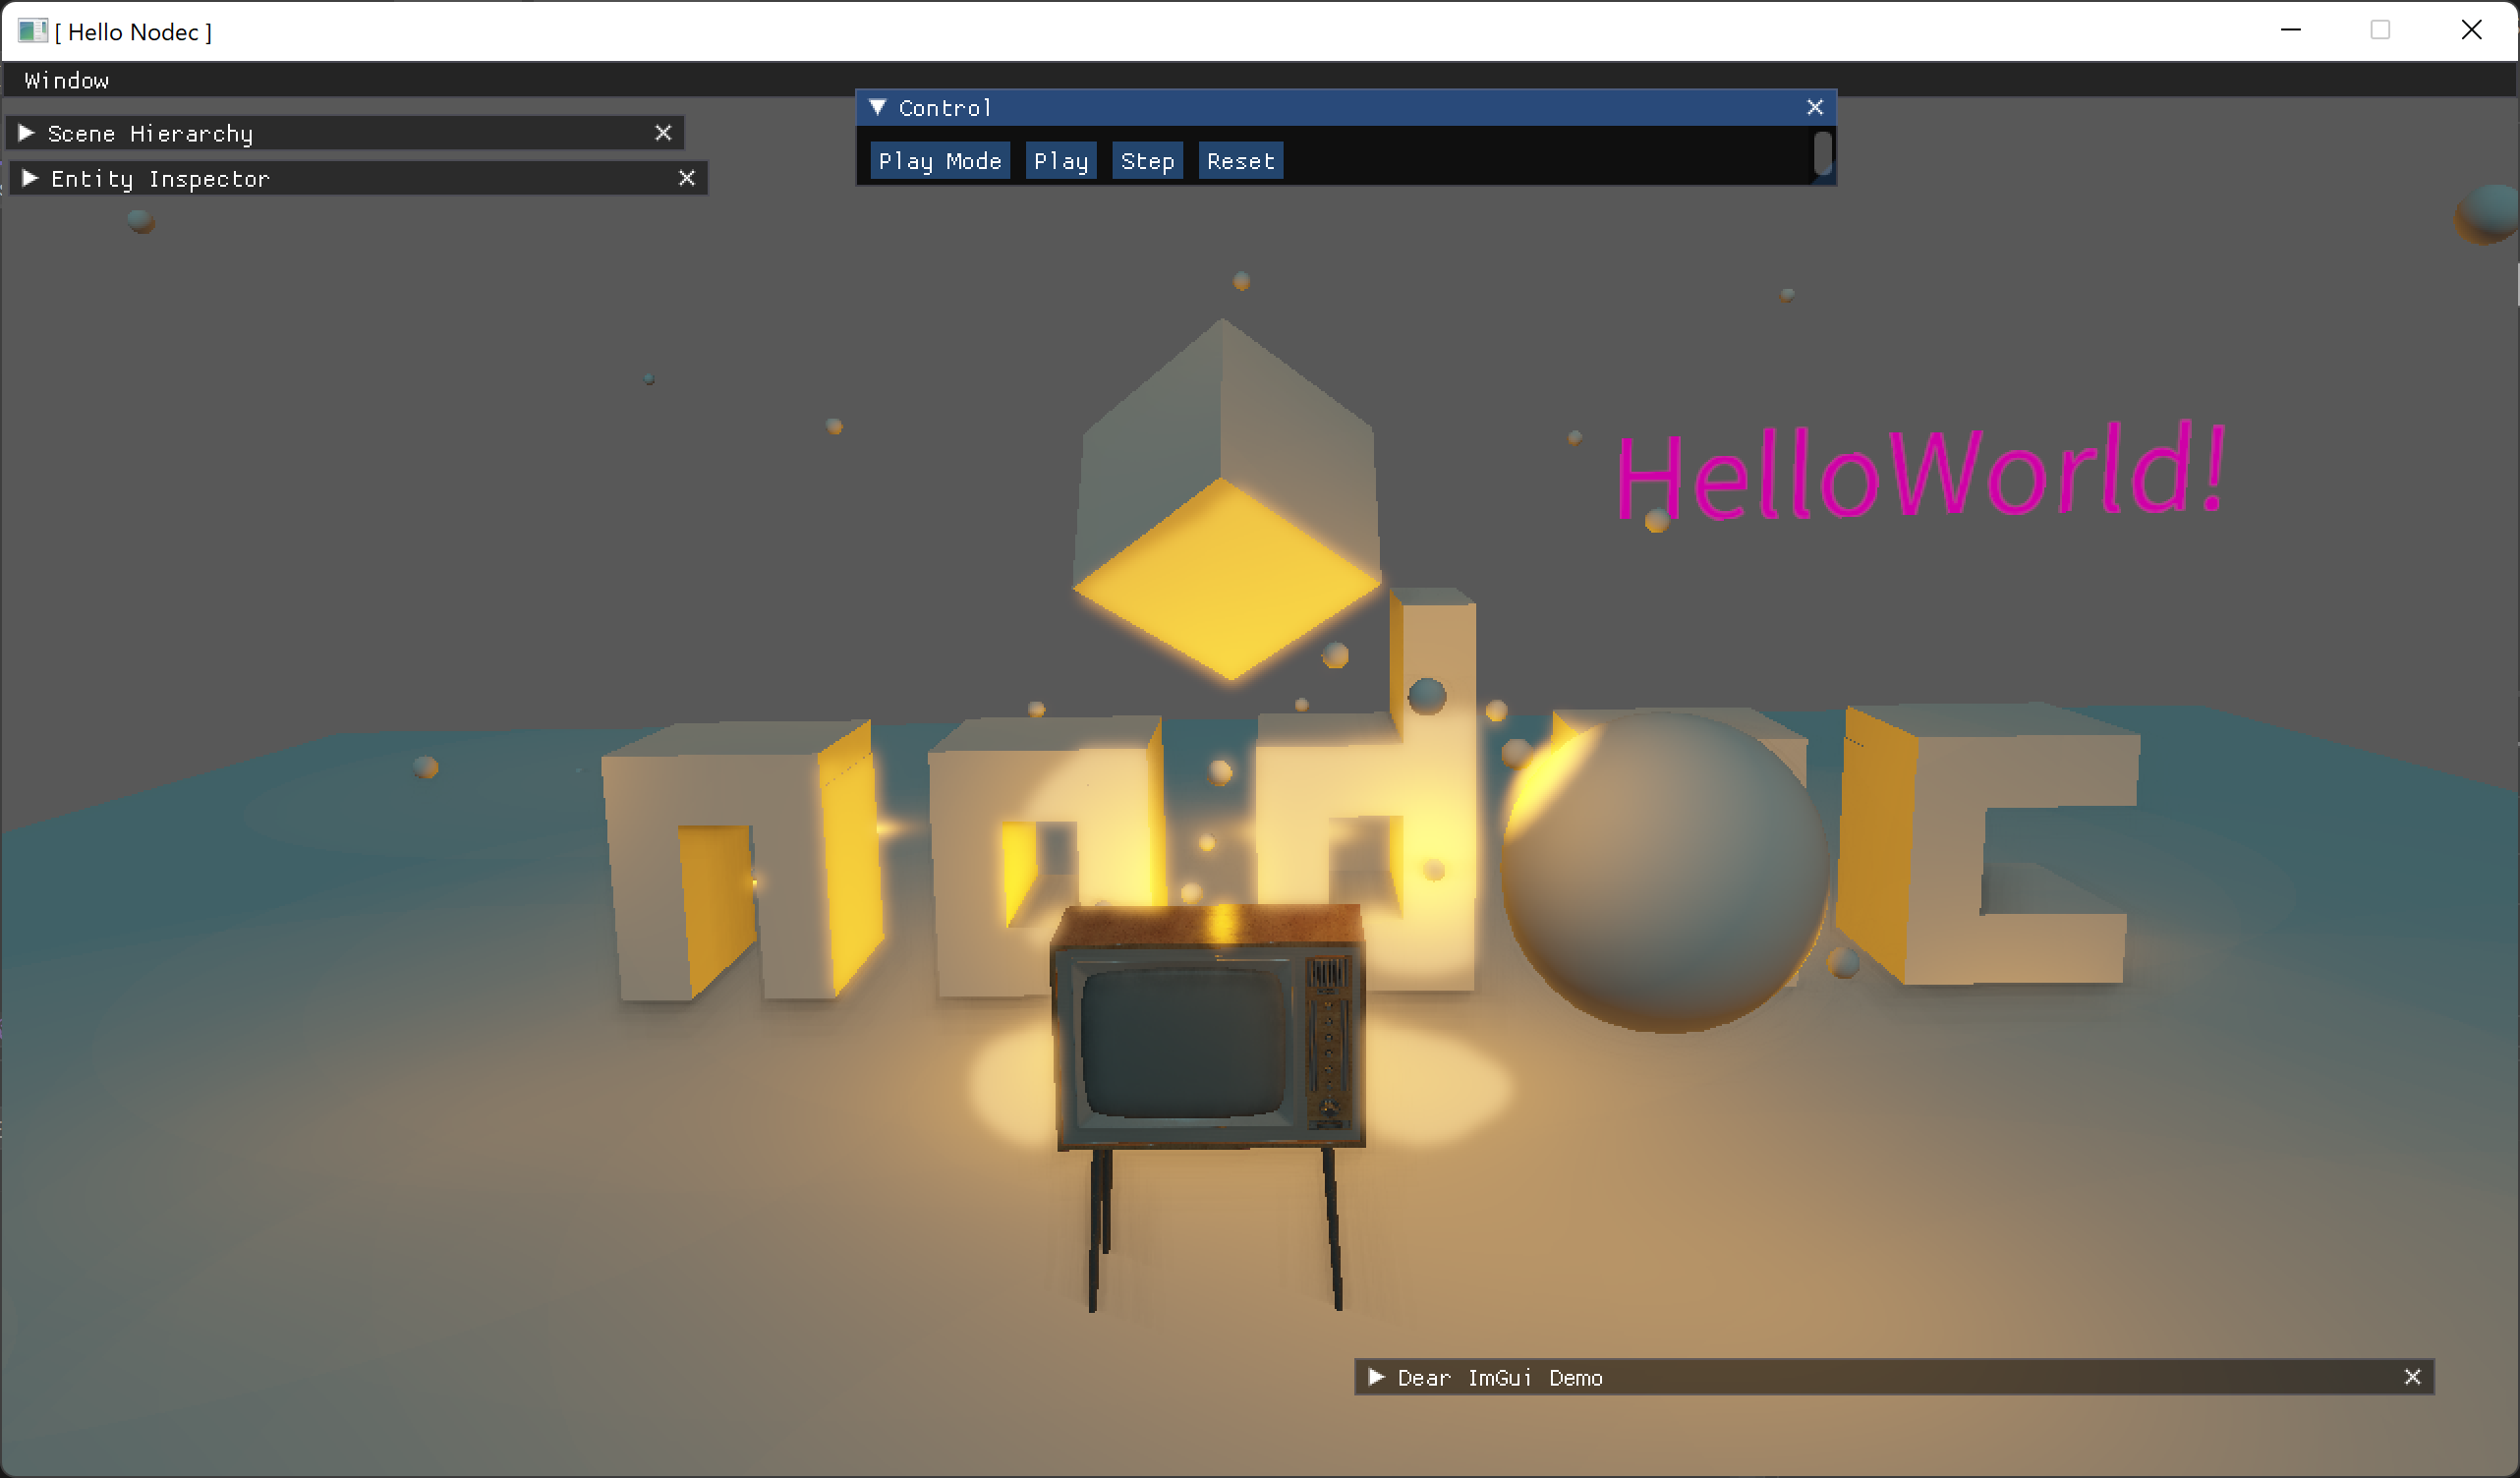 [ Hello Nodec ]
Window
Control
Scene Hierarchy
Play Mode Play Step Reset
Entity Inspector
HelloWorld!
nodec
Dear ImGui Demo